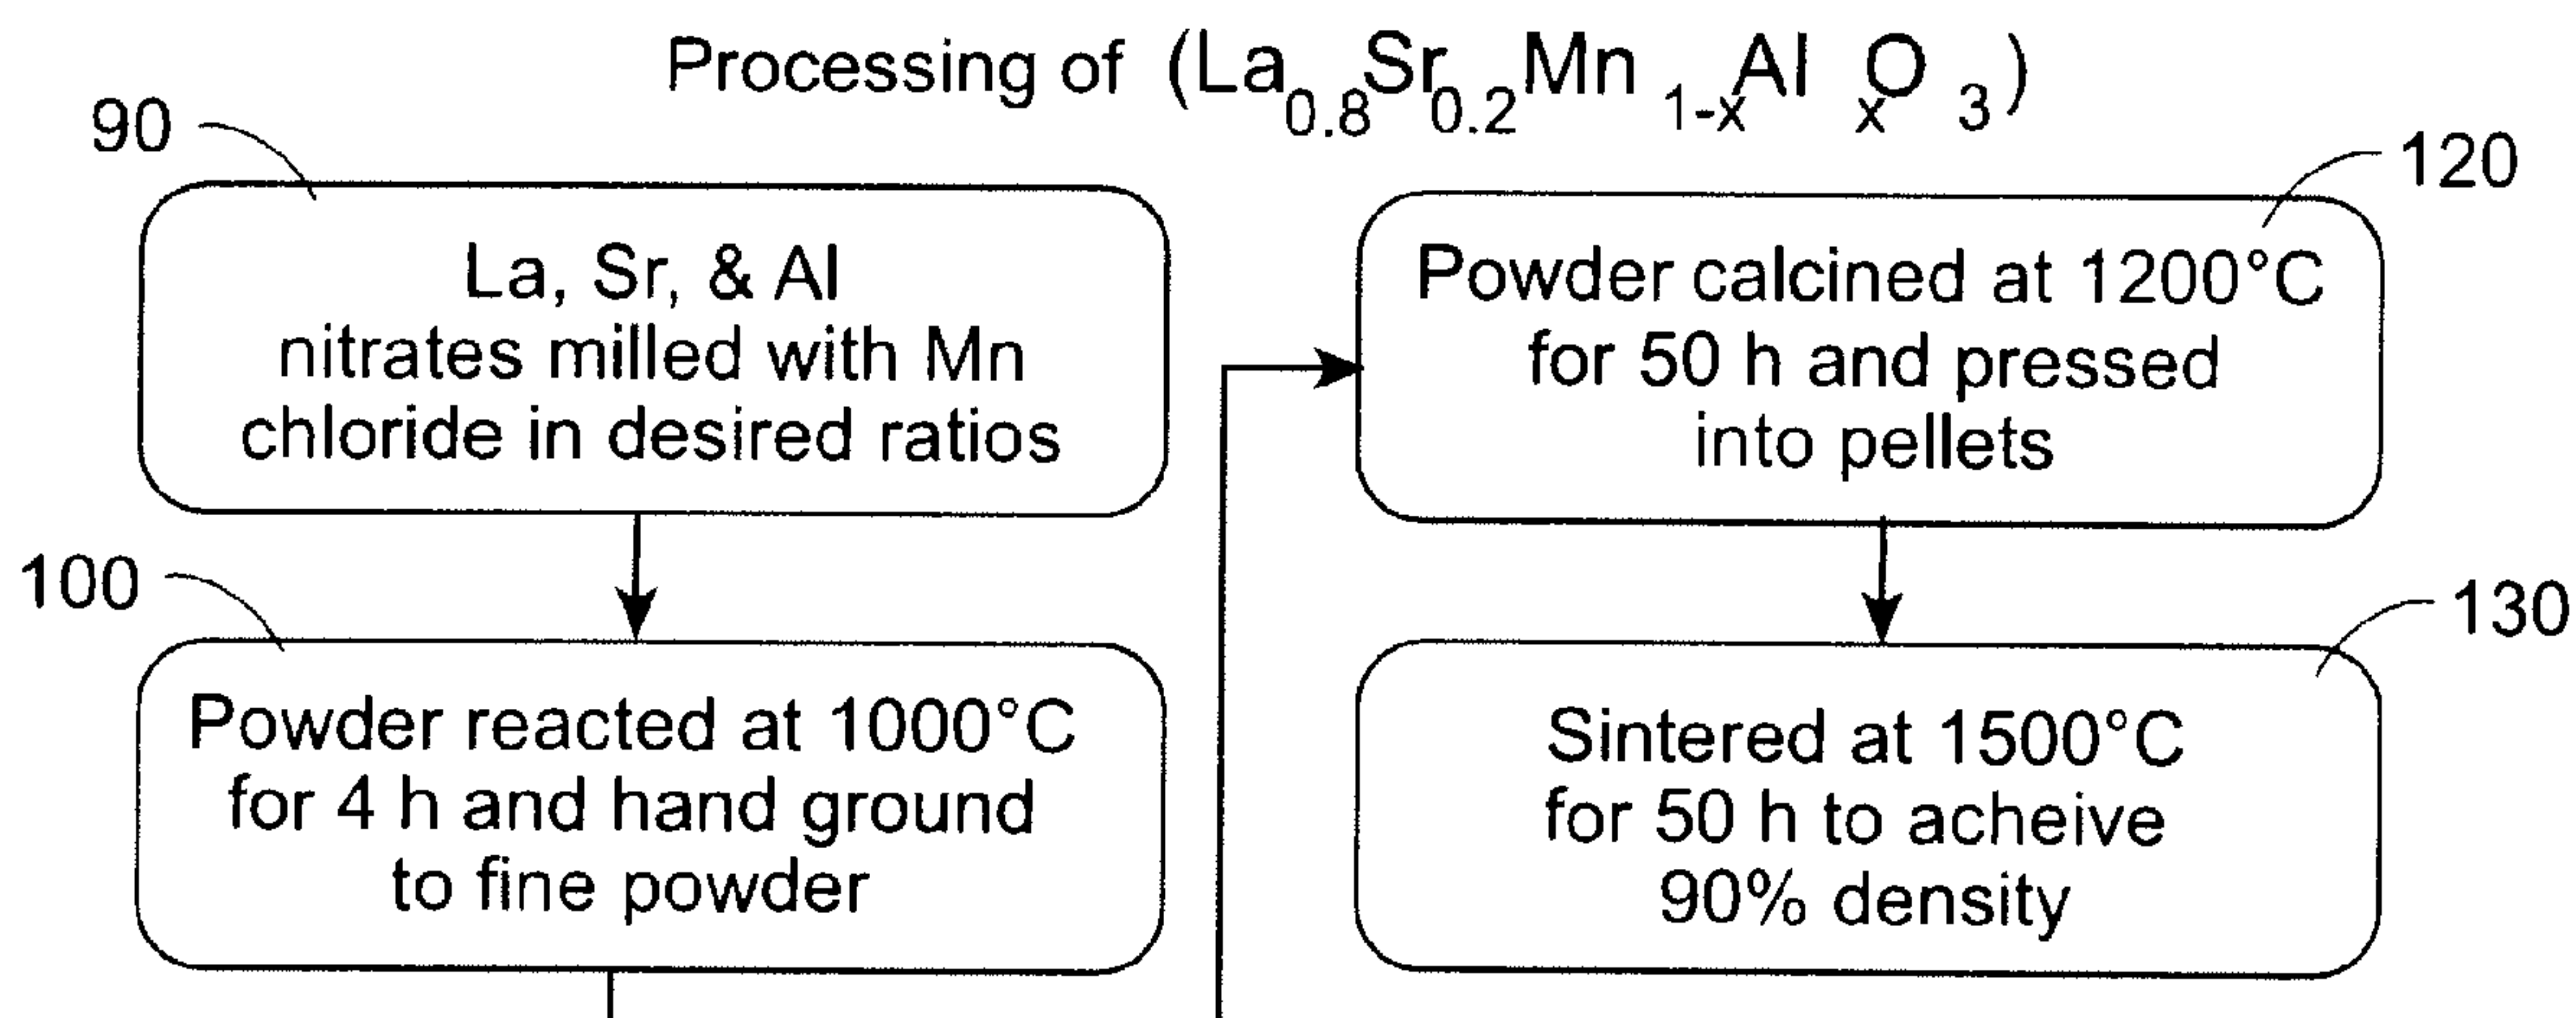 Processing of (La0.8Sr0.2Mn 1-xAl xO 3)
90
La, Sr, & Al
nitrates milled with Mn
chloride in desired ratios
100
Powder reacted at 1000°C
for 4 h and hand ground
to fine powder
120
Powder calcined at 1200°C
for 50 h and pressed
into pellets
130
Sintered at 1500°C
for 50 h to acheive
90% density